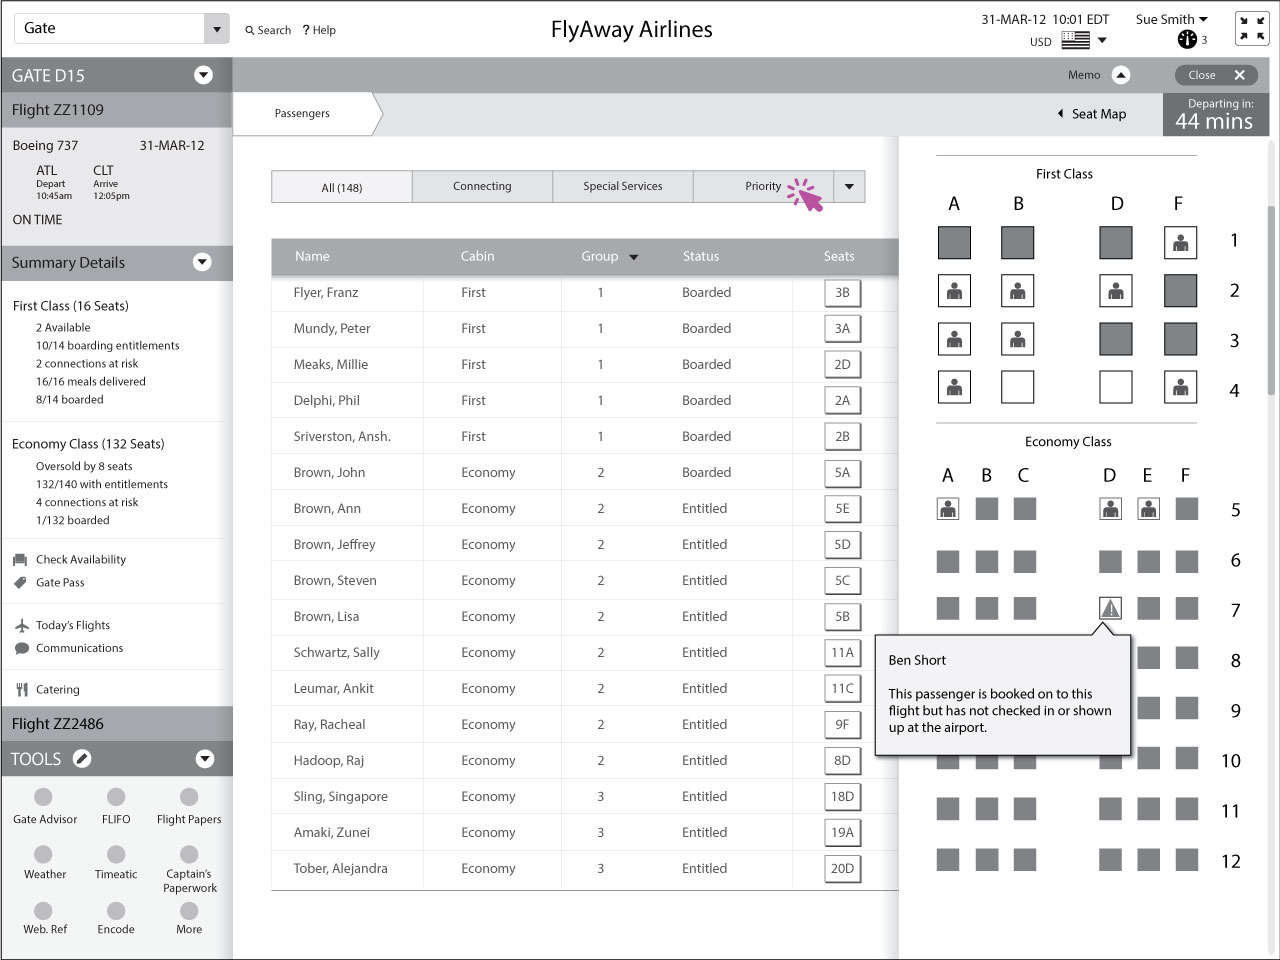 Gate
Search ? Help
FlyAway Airlines
31-MAR-12 10:01 EDT
Sue Smith
USD
3
GATE D15
Memo
Close
Flight ZZ1109
Passengers
Seat Map
Departing in:
44 mins
Boeing 737 31-MAR-12
ATL CLT
Depart Arrive
10:45am 12:05pm
ON TIME
Summary Details
First Class (16 Seats)
2 Available
10/14 boarding entitlements
2 connections at risk
16/16 meals delivered
8/14 boarded
Economy Class (132 Seats)
Oversold by 8 seats
132/140 with entitlements
4 connections at risk
1/132 boarded
Check Availability
Gate Pass
Today's Flights
Communications
Catering
Flight ZZ2486
TOOLS
Gate Advisor FLIFO Flight Papers
Weather Timeatic Captain's
Paperwork
Web. Ref Encode More
All (148) Connecting Special Services Priority
Name Cabin Group Status Seats
Flyer, Franz First 1 Boarded 3B
Mundy, Peter First 1 Boarded 3A
Meaks, Millie First 1 Boarded 2D
Delphi, Phil First 1 Boarded 2A
Sriverston, Ansh. First 1 Boarded 2B
Brown, John Economy 2 Boarded 5A
Brown, Ann Economy 2 Entitled 5E
Brown, Jeffrey Economy 2 Entitled 5D
Brown, Steven Economy 2 Entitled 5C
Brown, Lisa Economy 2 Entitled 5B
Schwartz, Sally Economy 2 Entitled 11A
Leumar, Ankit Economy 2 Entitled 11C
Ray, Racheal Economy 2 Entitled 9F
Hadoop, Raj Economy 2 Entitled 8D
Sling, Singapore Economy 3 Entitled 18D
Amaki, Zunei Economy 3 Entitled 19A
Tober, Alejandra Economy 3 Entitled 20D
First Class
A B D F
1
2
3
4
Economy Class
A B C D E F
5
6
7
8
9
10
11
12
Ben Short
This passenger is booked on to this
flight but has not checked in or shown
up at the airport.